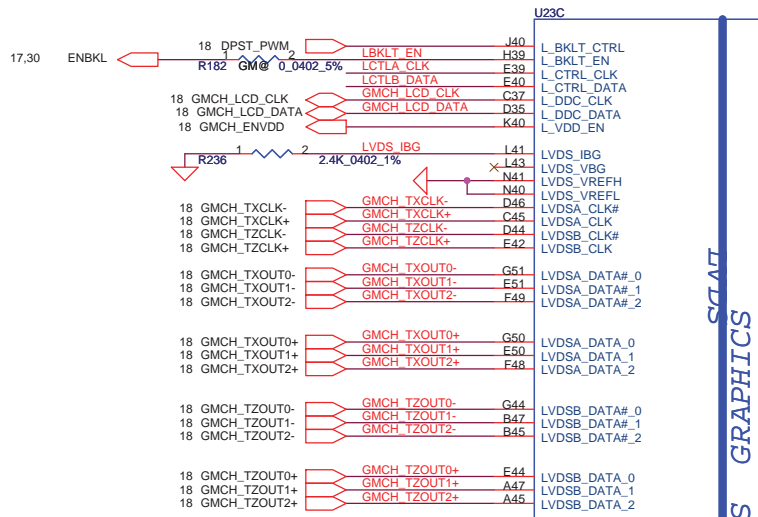 U23C
18 DPST_PWM J40 L_BKLT_CTRL
17,30 ENBKL 1 2 LBKLT_EN H39 L_BKLT_EN
R182 GM@ 0_0402_5% LCTLA_CLK E39 L_CTRL_CLK
LCTLB_DATA E40 L_CTRL_DATA
18 GMCH_LCD_CLK GMCH_LCD_CLK C37 L_DDC_CLK
18 GMCH_LCD_DATA GMCH_LCD_DATA D35 L_DDC_DATA
18 GMCH_ENVDD K40 L_VDD_EN
1 2 LVDS_IBG L41 LVDS_IBG
R236 2.4K_0402_1% L43 LVDS_VBG
N41 LVDS_VREFH
N40 LVDS_VREFL
18 GMCH_TXCLK- GMCH_TXCLK- D46 LVDSA_CLK#
18 GMCH_TXCLK+ GMCH_TXCLK+ C45 LVDSA_CLK
18 GMCH_TZCLK- GMCH_TZCLK- D44 LVDSB_CLK#
18 GMCH_TZCLK+ GMCH_TZCLK+ E42 LVDSB_CLK
18 GMCH_TXOUT0- GMCH_TXOUT0- G51 LVDSA_DATA#_0
18 GMCH_TXOUT1- GMCH_TXOUT1- E51 LVDSA_DATA#_1
18 GMCH_TXOUT2- GMCH_TXOUT2- F49 LVDSA_DATA#_2
18 GMCH_TXOUT0+ GMCH_TXOUT0+ G50 LVDSA_DATA_0
18 GMCH_TXOUT1+ GMCH_TXOUT1+ E50 LVDSA_DATA_1
18 GMCH_TXOUT2+ GMCH_TXOUT2+ F48 LVDSA_DATA_2
18 GMCH_TZOUT0- GMCH_TZOUT0- G44 LVDSB_DATA#_0
18 GMCH_TZOUT1- GMCH_TZOUT1- B47 LVDSB_DATA#_1
18 GMCH_TZOUT2- GMCH_TZOUT2- B45 LVDSB_DATA#_2
18 GMCH_TZOUT0+ GMCH_TZOUT0+ E44 LVDSB_DATA_0
18 GMCH_TZOUT1+ GMCH_TZOUT1+ A47 LVDSB_DATA_1
18 GMCH_TZOUT2+ GMCH_TZOUT2+ A45 LVDSB_DATA_2
LVDS
S GRAPHICS